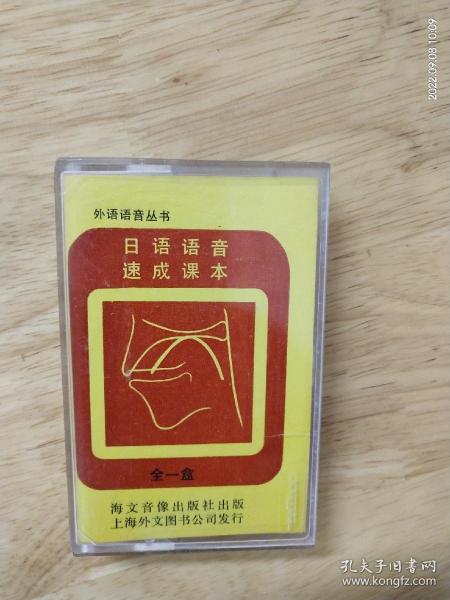 2022.09.08 10:09
外语语音丛书
日语语音
速成课本
全一盒
海文音像出版社出版
上海外文图书公司发行
孔夫子旧书网
www.kongfz.com